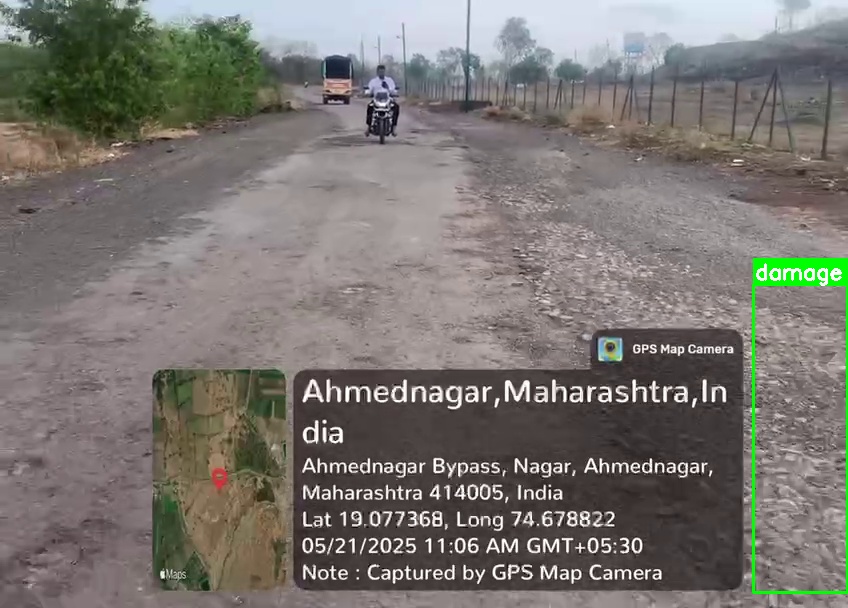 damage
GPS Map Camera
Ahmednagar,Maharashtra,In
dia
Ahmednagar Bypass, Nagar, Ahmednagar,
Maharashtra 414005, India
Lat 19.077368, Long 74.678822
05/21/2025 11:06 AM GMT+05:30
Note : Captured by GPS Map Camera
Maps